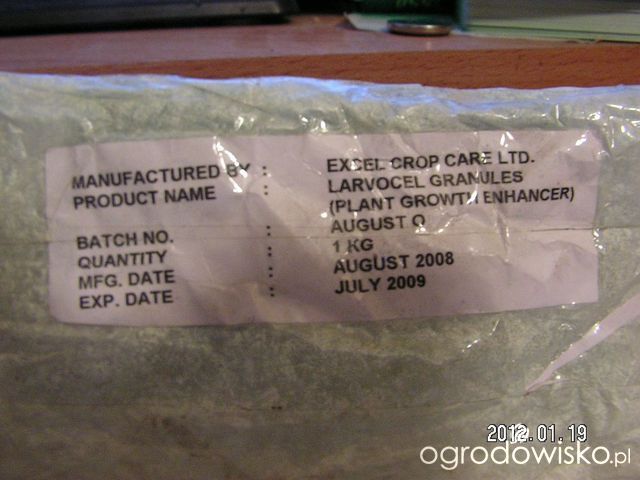 MANUFACTURED BY : EXCEL CROP CARE LTD.
PRODUCT NAME : LARVOCEL GRANULES
(PLANT GROWTH ENHANCER)
BATCH NO. : AUGUST O
QUANTITY : 1 KG
MFG. DATE : AUGUST 2008
EXP. DATE : JULY 2009
2012.01.19
ogrodowisko.pl